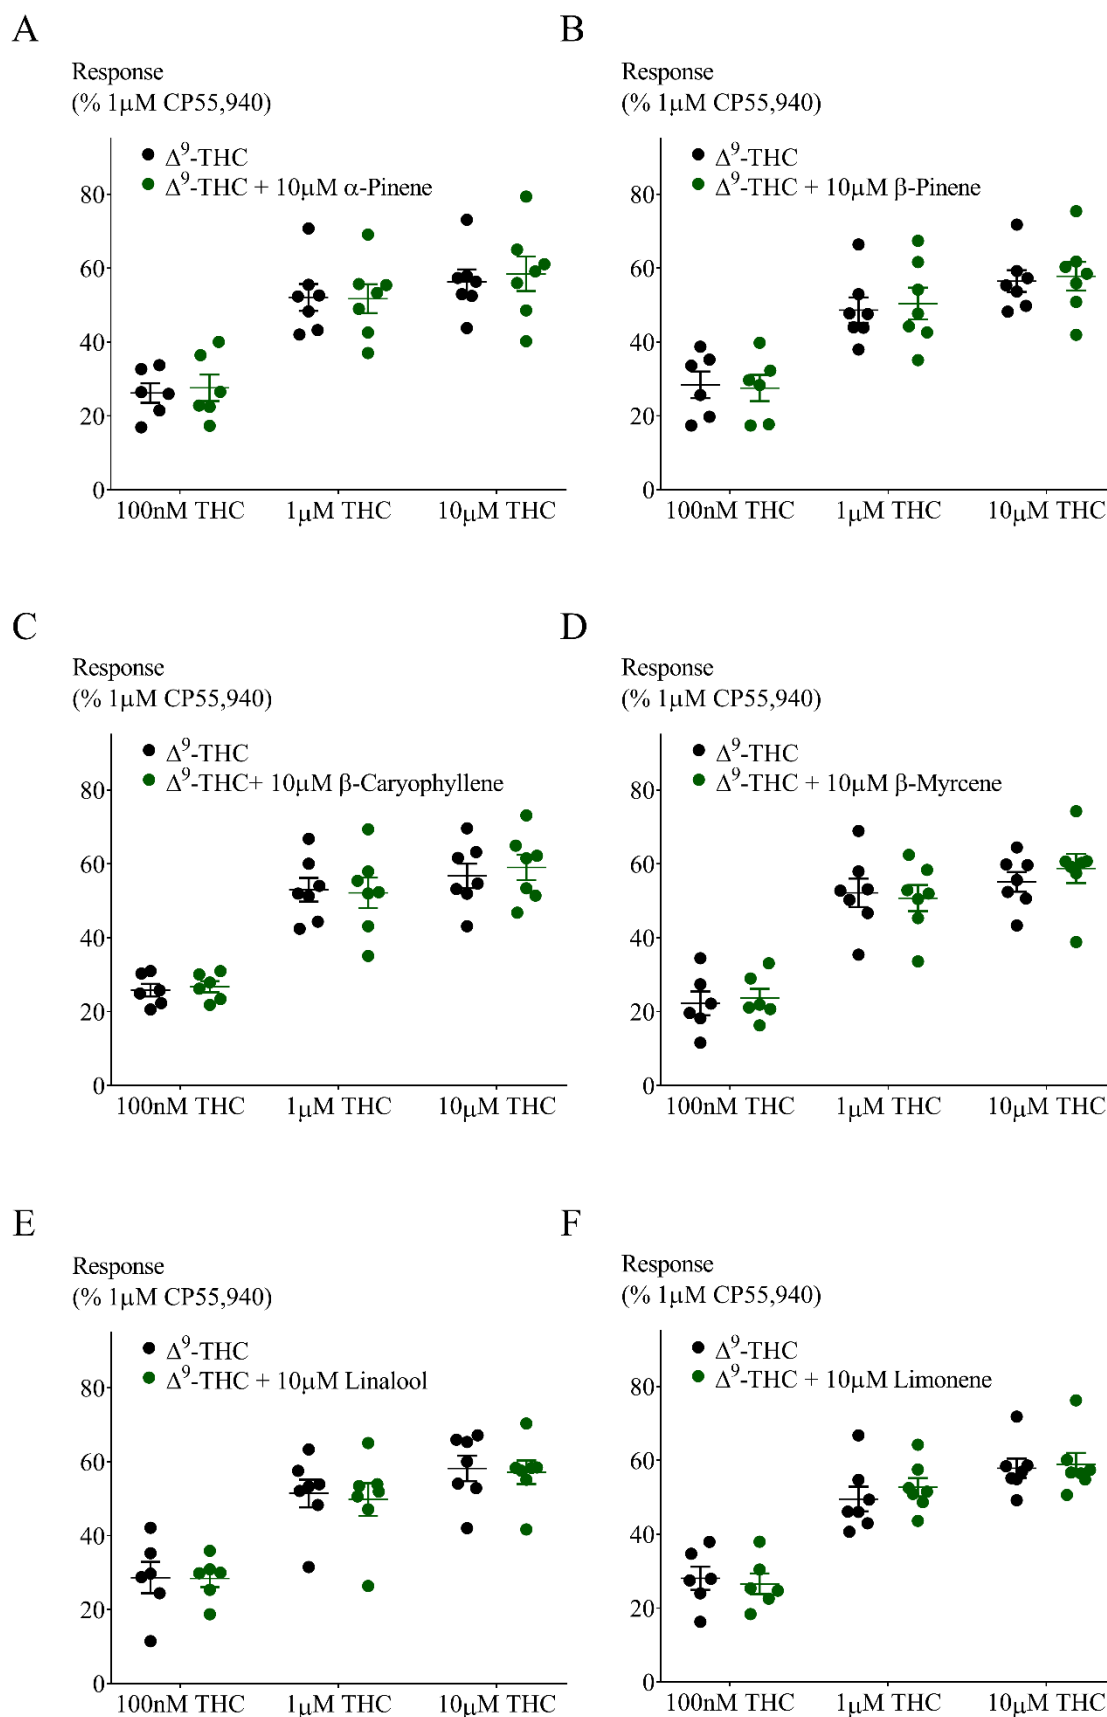 A
Response
(% 1μM CP55,940)
Δ⁹-THC
Δ⁹-THC + 10μM α-Pinene
80
60
40
20
0
100nM THC 1μM THC 10μM THC
B
Response
(% 1μM CP55,940)
Δ⁹-THC
Δ⁹-THC + 10μM β-Pinene
80
60
40
20
0
100nM THC 1μM THC 10μM THC
C
Response
(% 1μM CP55,940)
Δ⁹-THC
Δ⁹-THC+ 10μM β-Caryophyllene
80
60
40
20
0
100nM THC 1μM THC 10μM THC
D
Response
(% 1μM CP55,940)
Δ⁹-THC
Δ⁹-THC + 10μM β-Myrcene
80
60
40
20
0
100nM THC 1μM THC 10μM THC
E
Response
(% 1μM CP55,940)
Δ⁹-THC
Δ⁹-THC + 10μM Linalool
80
60
40
20
0
100nM THC 1μM THC 10μM THC
F
Response
(% 1μM CP55,940)
Δ⁹-THC
Δ⁹-THC + 10μM Limonene
80
60
40
20
0
100nM THC 1μM THC 10μM THC